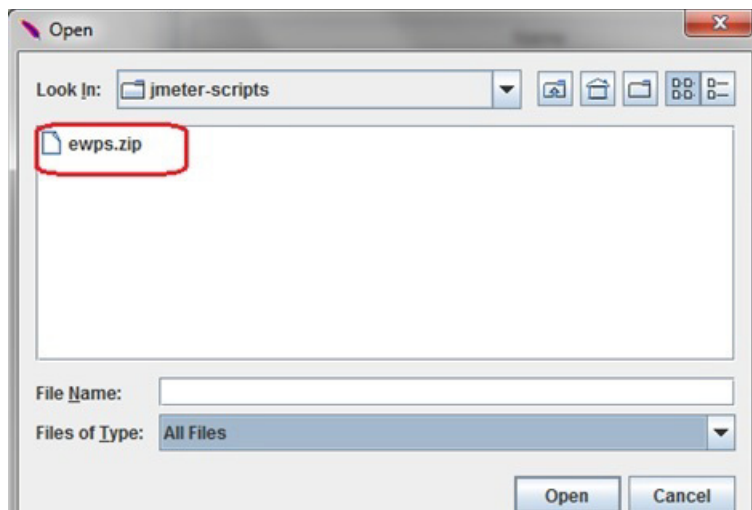 Open
Look In: jmeter-scripts
ewps.zip
File Name:
Files of Type: All Files
Open Cancel